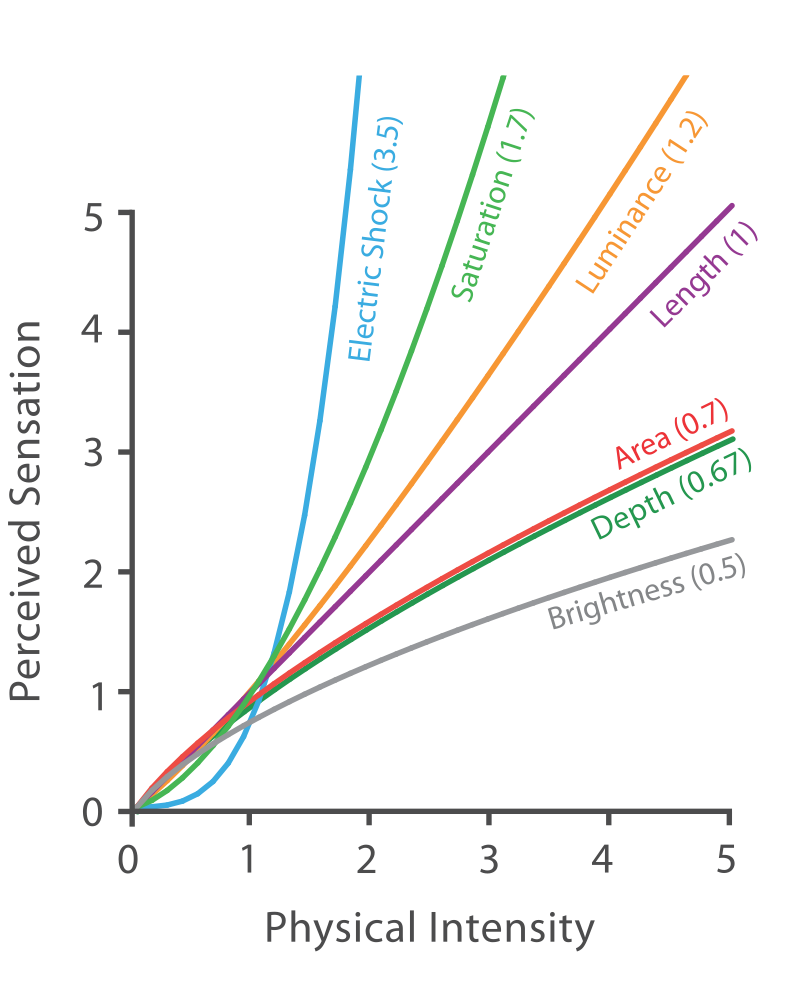 Perceived Sensation
5
4
3
2
1
0
Electric Shock (3.5)
Saturation (1.7)
Luminance (1.2)
Length (1)
Area (0.7)
Depth (0.67)
Brightness (0.5)
0 1 2 3 4 5
Physical Intensity